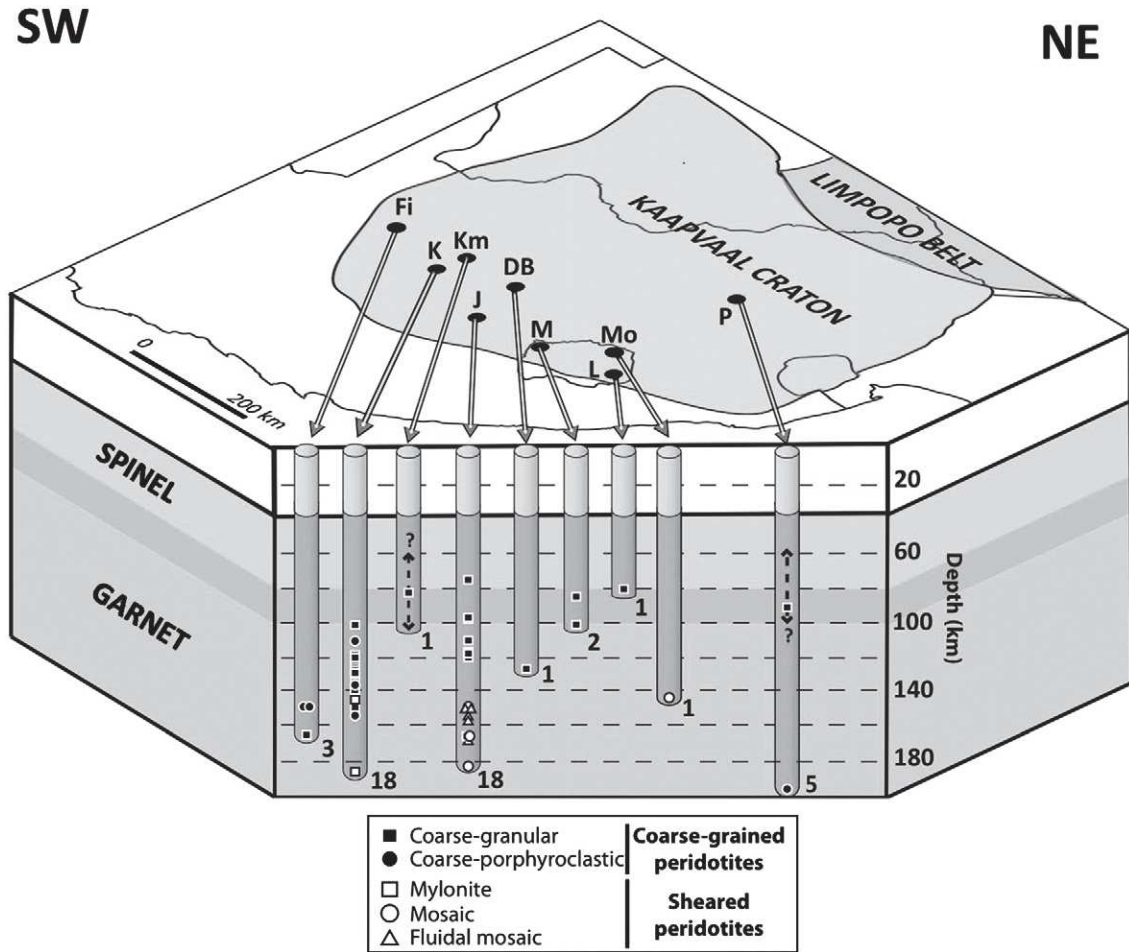 SW
NE
LIMPOPO BELT
KAAPVAAL CRATON
Fi
K
Km
DB
J
M
Mo
L
P
0
200 km
SPINEL
GARNET
20
60
100
140
180
Depth (km)
?
?
1
2
1
1
1
3
18
18
5
Coarse-granular
Coarse-porphyroclastic
Coarse-grained
peridotites
Mylonite
Mosaic
Fluidal mosaic
Sheared
peridotites